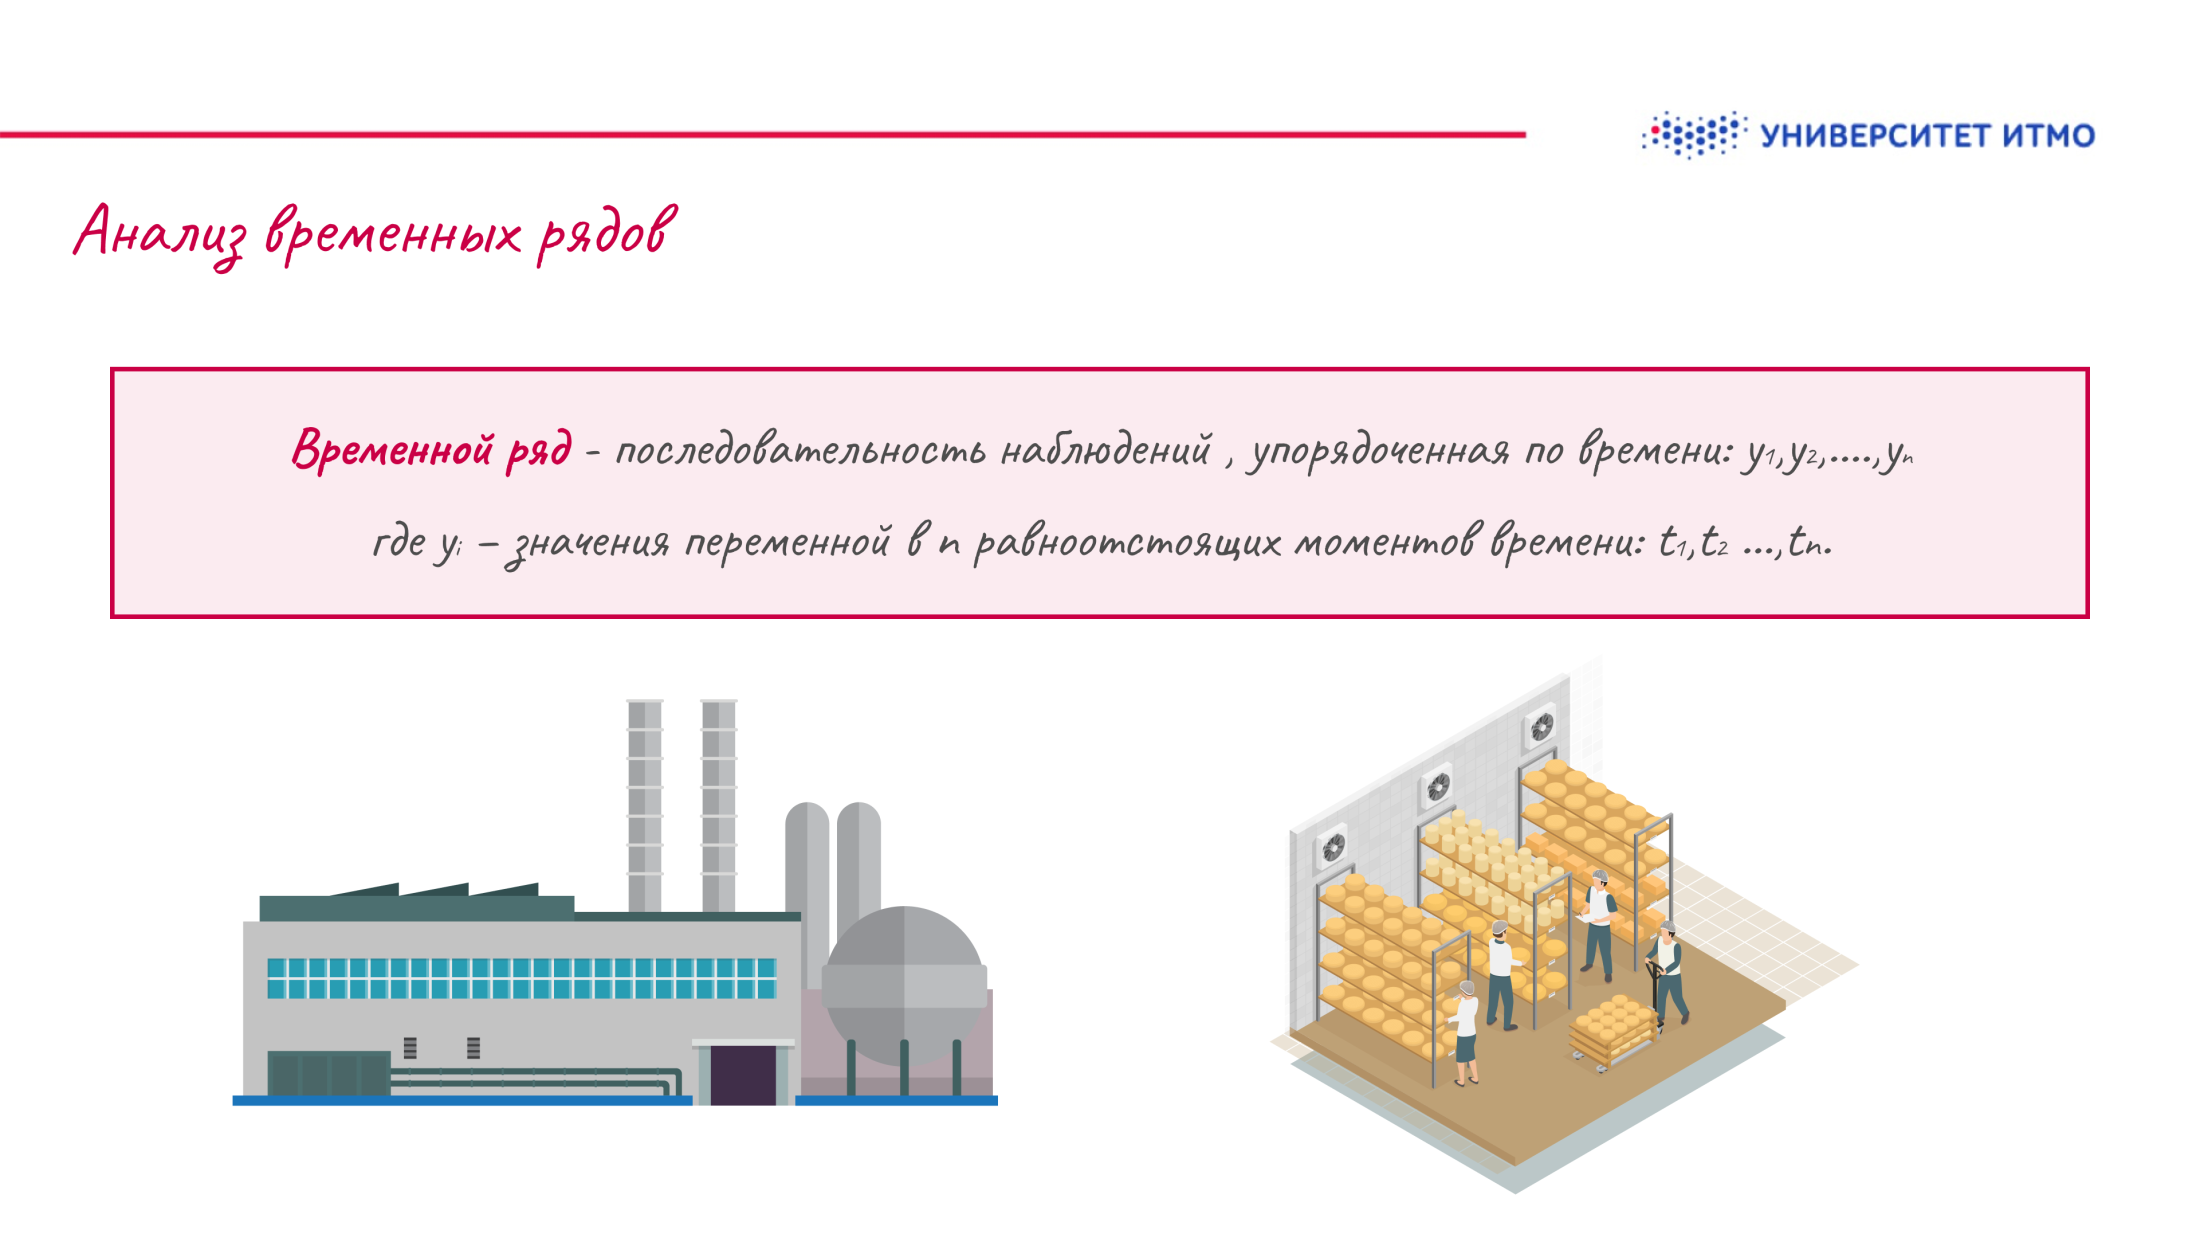 УНИВЕРСИТЕТ ИТМО
Анализ временных рядов
Временной ряд - последовательность наблюдений , упорядоченная по времени: y₁,y₂,....,yₙ
где yᵢ – значения переменной в n равноотстоящих моментов времени: t₁,t₂ ...,tₙ.